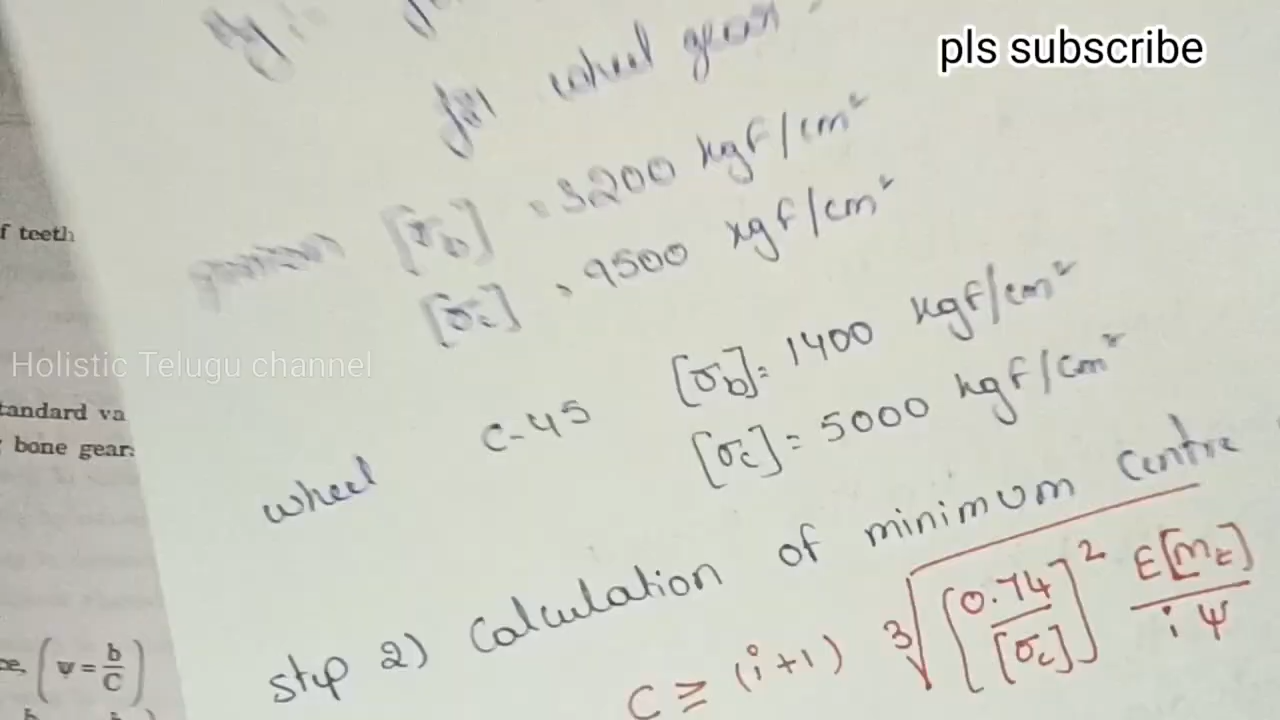 pls subscribe
for wheel gear
[σb] = 3200 kgf/cm²
[σc] = 9500 kgf/cm²
f teeth
Holistic Telugu channel
tandard va
bone gear
wheel C-45 [σb] = 1400 kgf/cm²
[σc] = 5000 kgf/cm²
step 2) Calculation of minimum Centre
C ≥ (i+1) ∛([0.74/[σc]]² E[Mt]/iψ)
(ψ = b/C)